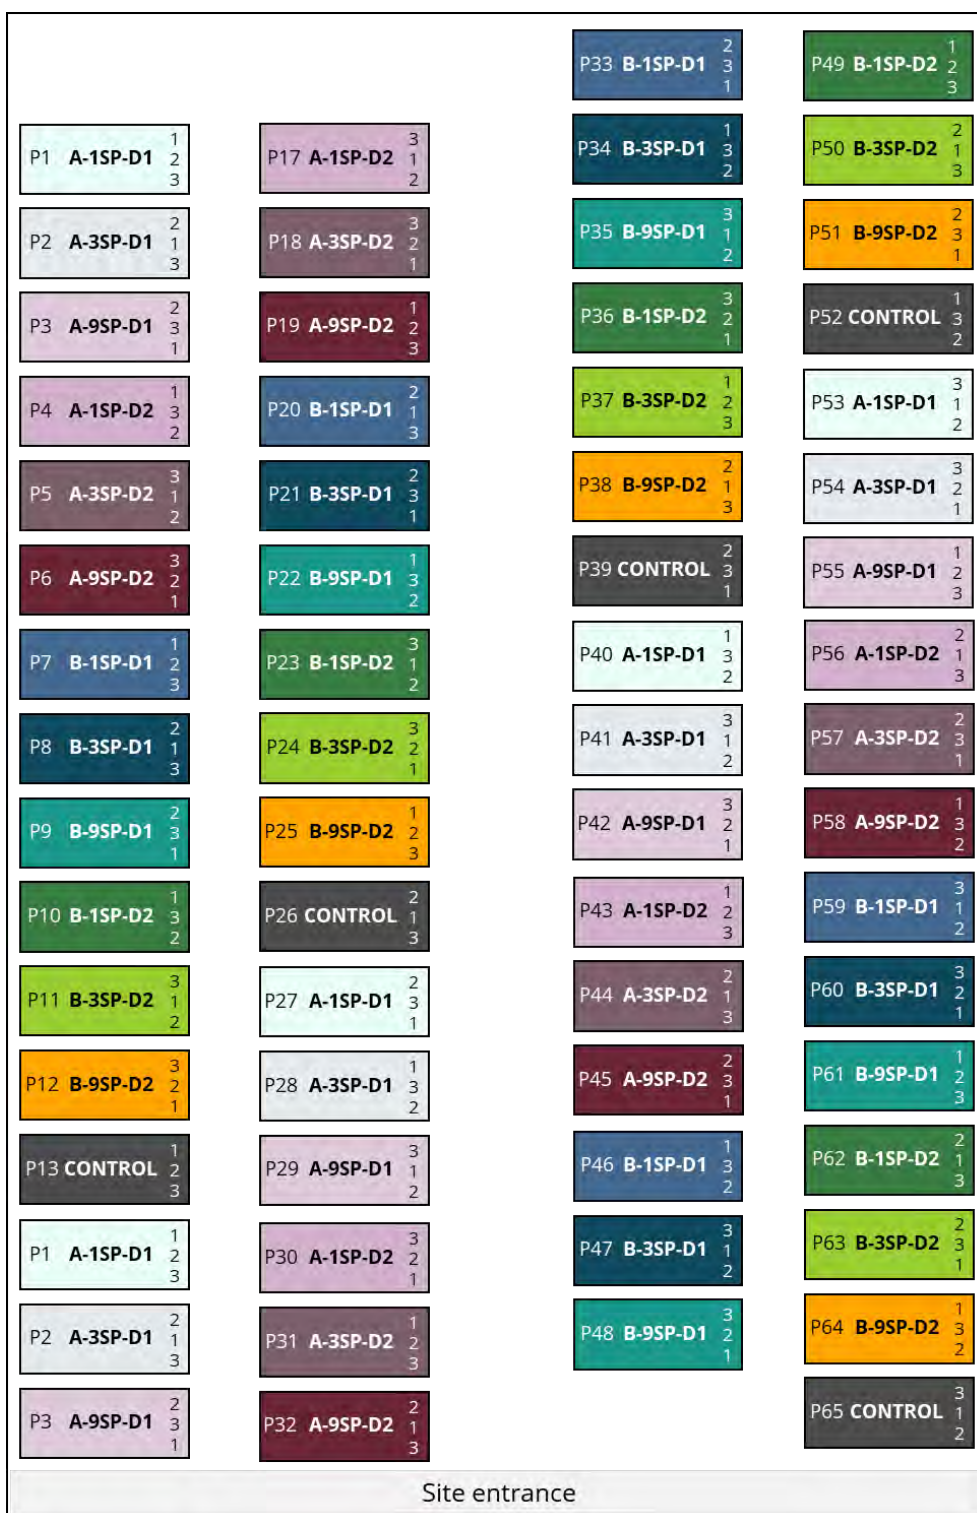 P1 A-1SP-D1 1 2 3
P2 A-3SP-D1 2 1 3
P3 A-9SP-D1 2 3 1
P4 A-1SP-D2 1 3 2
P5 A-3SP-D2 3 1 2
P6 A-9SP-D2 3 2 1
P7 B-1SP-D1 1 2 3
P8 B-3SP-D1 2 1 3
P9 B-9SP-D1 2 3 1
P10 B-1SP-D2 1 3 2
P11 B-3SP-D2 3 1 2
P12 B-9SP-D2 3 2 1
P13 CONTROL 1 2 3
P1 A-1SP-D1 1 2 3
P2 A-3SP-D1 2 1 3
P3 A-9SP-D1 2 3 1
P17 A-1SP-D2 3 1 2
P18 A-3SP-D2 3 2 1
P19 A-9SP-D2 1 2 3
P20 B-1SP-D1 2 1 3
P21 B-3SP-D1 2 3 1
P22 B-9SP-D1 1 3 2
P23 B-1SP-D2 3 1 2
P24 B-3SP-D2 3 2 1
P25 B-9SP-D2 1 2 3
P26 CONTROL 2 1 3
P27 A-1SP-D1 2 3 1
P28 A-3SP-D1 1 3 2
P29 A-9SP-D1 3 1 2
P30 A-1SP-D2 3 2 1
P31 A-3SP-D2 1 2 3
P32 A-9SP-D2 2 1 3
P33 B-1SP-D1 2 3 1
P34 B-3SP-D1 1 3 2
P35 B-9SP-D1 3 1 2
P36 B-1SP-D2 3 2 1
P37 B-3SP-D2 1 2 3
P38 B-9SP-D2 2 1 3
P39 CONTROL 2 3 1
P40 A-1SP-D1 1 3 2
P41 A-3SP-D1 3 1 2
P42 A-9SP-D1 3 2 1
P43 A-1SP-D2 1 2 3
P44 A-3SP-D2 2 1 3
P45 A-9SP-D2 2 3 1
P46 B-1SP-D1 1 3 2
P47 B-3SP-D1 3 1 2
P48 B-9SP-D1 3 2 1
P49 B-1SP-D2 1 2 3
P50 B-3SP-D2 2 1 3
P51 B-9SP-D2 2 3 1
P52 CONTROL 1 3 2
P53 A-1SP-D1 3 1 2
P54 A-3SP-D1 3 2 1
P55 A-9SP-D1 1 2 3
P56 A-1SP-D2 2 1 3
P57 A-3SP-D2 2 3 1
P58 A-9SP-D2 1 3 2
P59 B-1SP-D1 3 1 2
P60 B-3SP-D1 3 2 1
P61 B-9SP-D1 1 2 3
P62 B-1SP-D2 2 1 3
P63 B-3SP-D2 2 3 1
P64 B-9SP-D2 1 3 2
P65 CONTROL 3 1 2
Site entrance